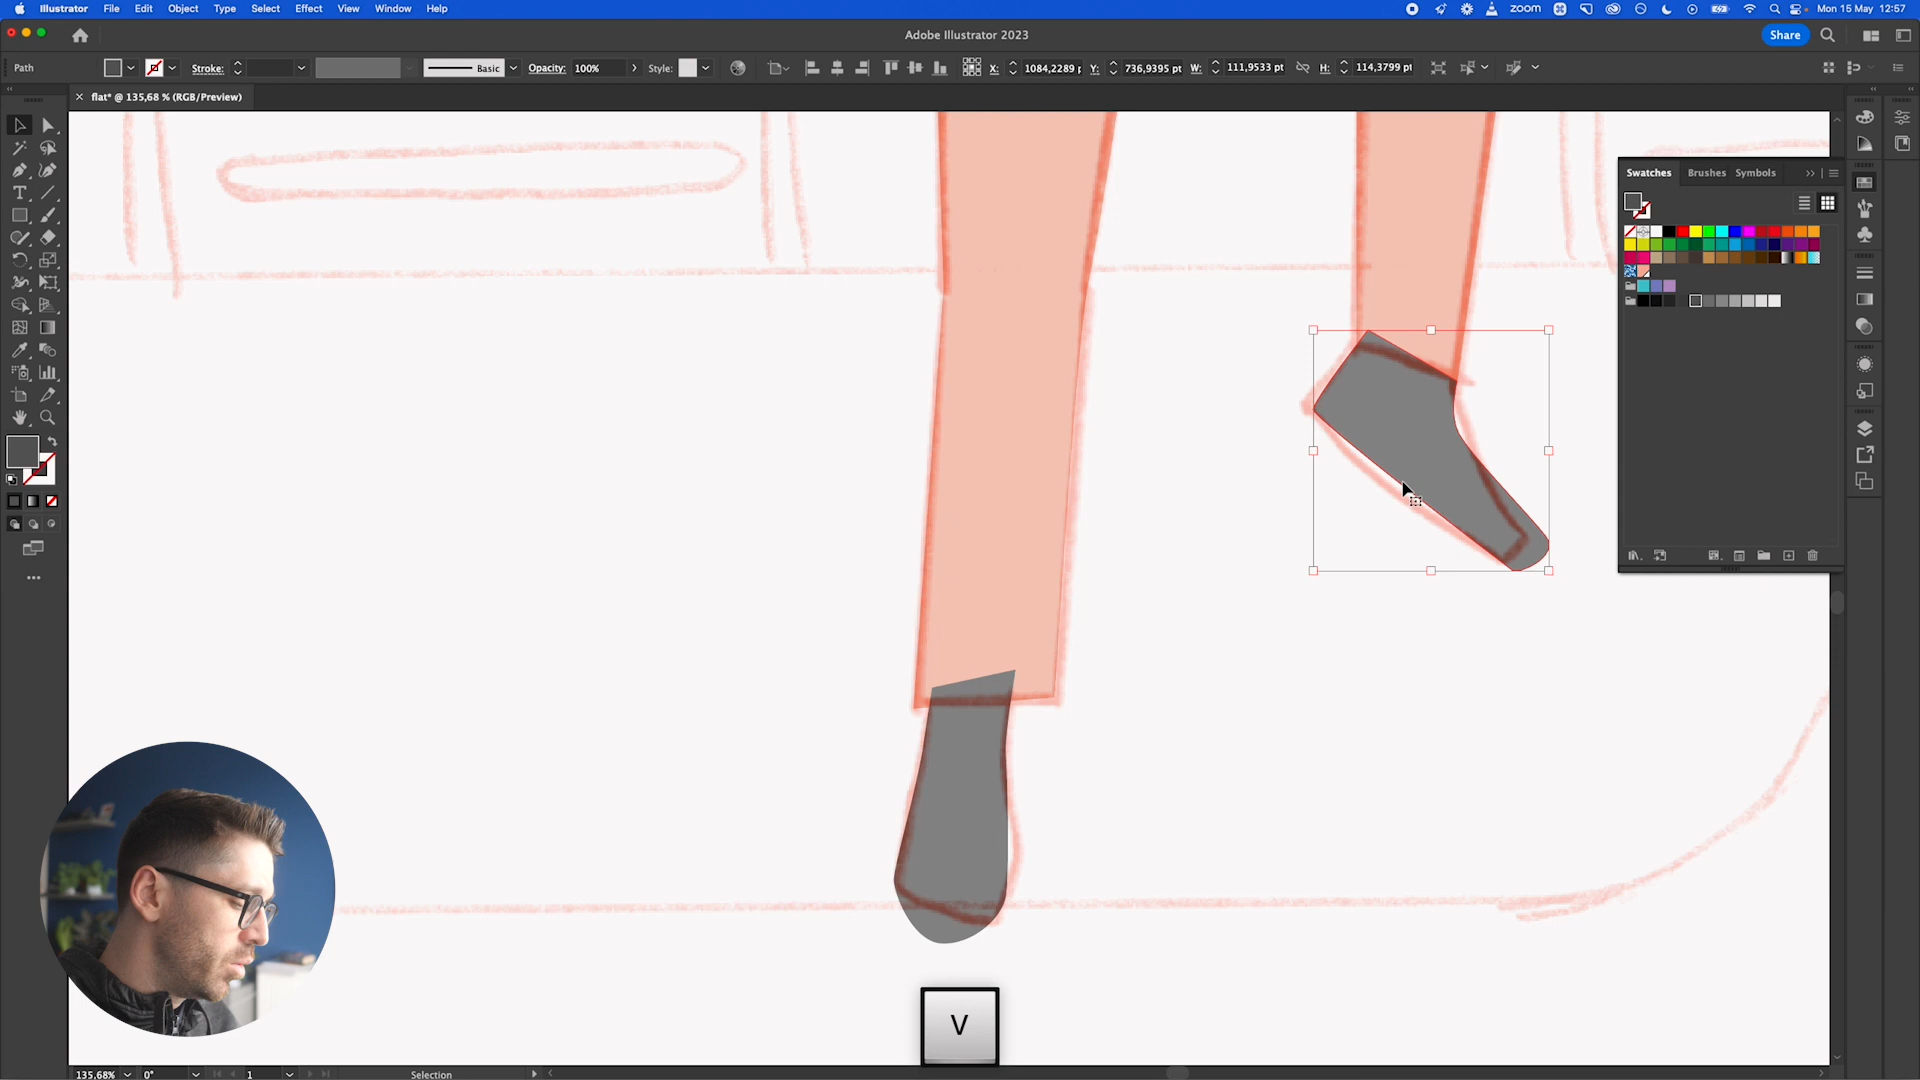 Illustrator File Edit Object Type Select Effect View Window Help zoom Mon 15 May 12:57
Adobe Illustrator 2023 Share
Path Stroke: Basic Opacity: 100% Style: X: 1084,2289 p Y: 736,9395 pt W: 111,9533 pt H: 114,3799 pt
flat* @ 135,68 % (RGB/Preview)
Swatches Brushes Symbols
V
135,68% 0° 1 Selection